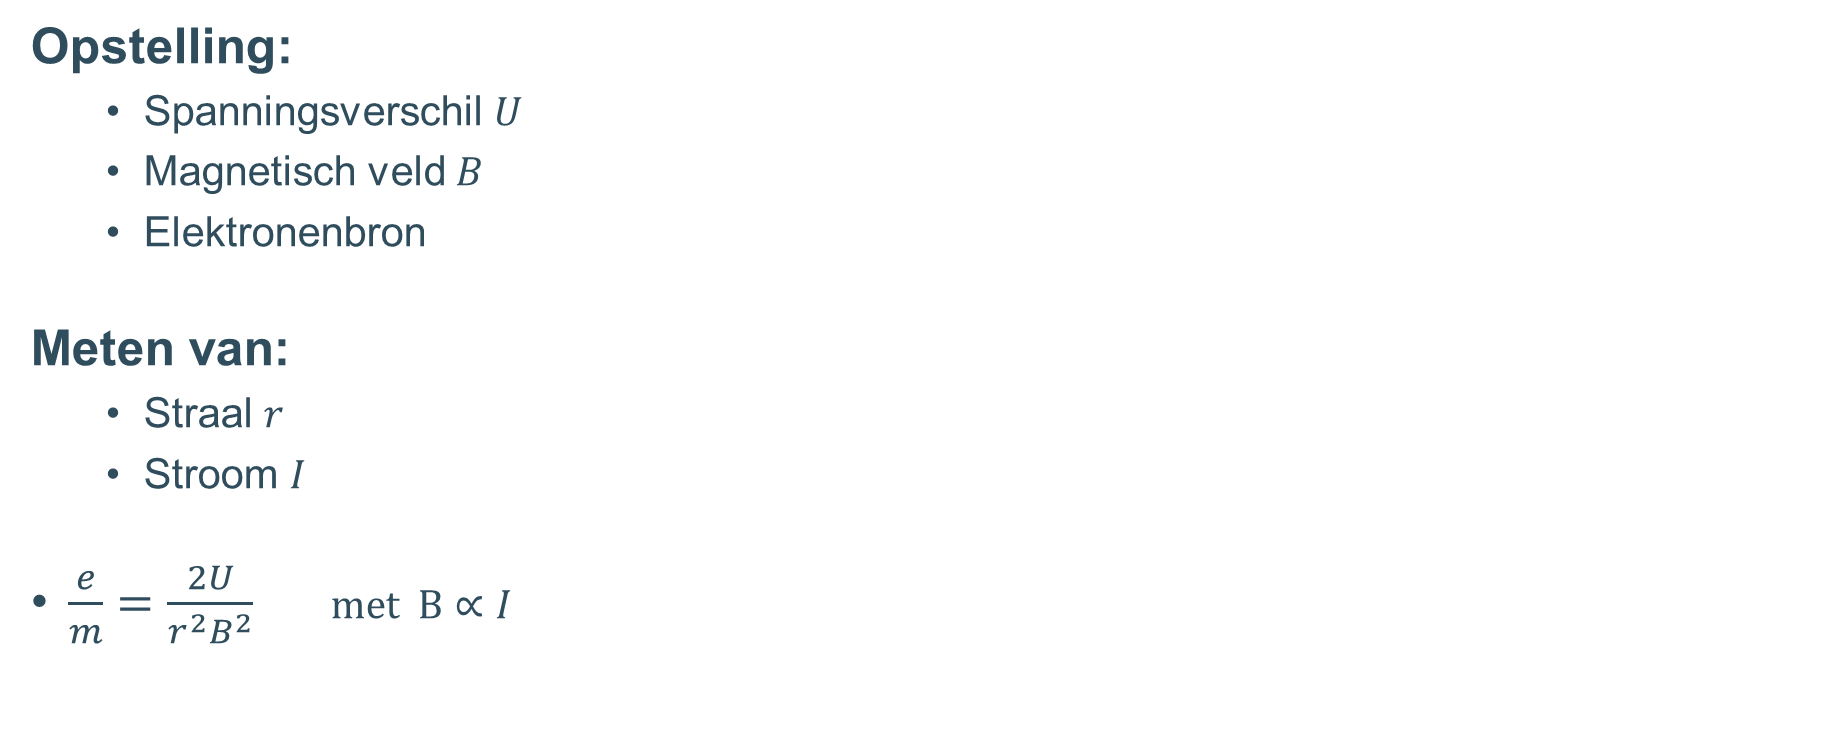 Opstelling:
• Spanningsverschil U
• Magnetisch veld B
• Elektronenbron
Meten van:
• Straal r
• Stroom I
• e/m = 2U/r²B² met B ∝ I